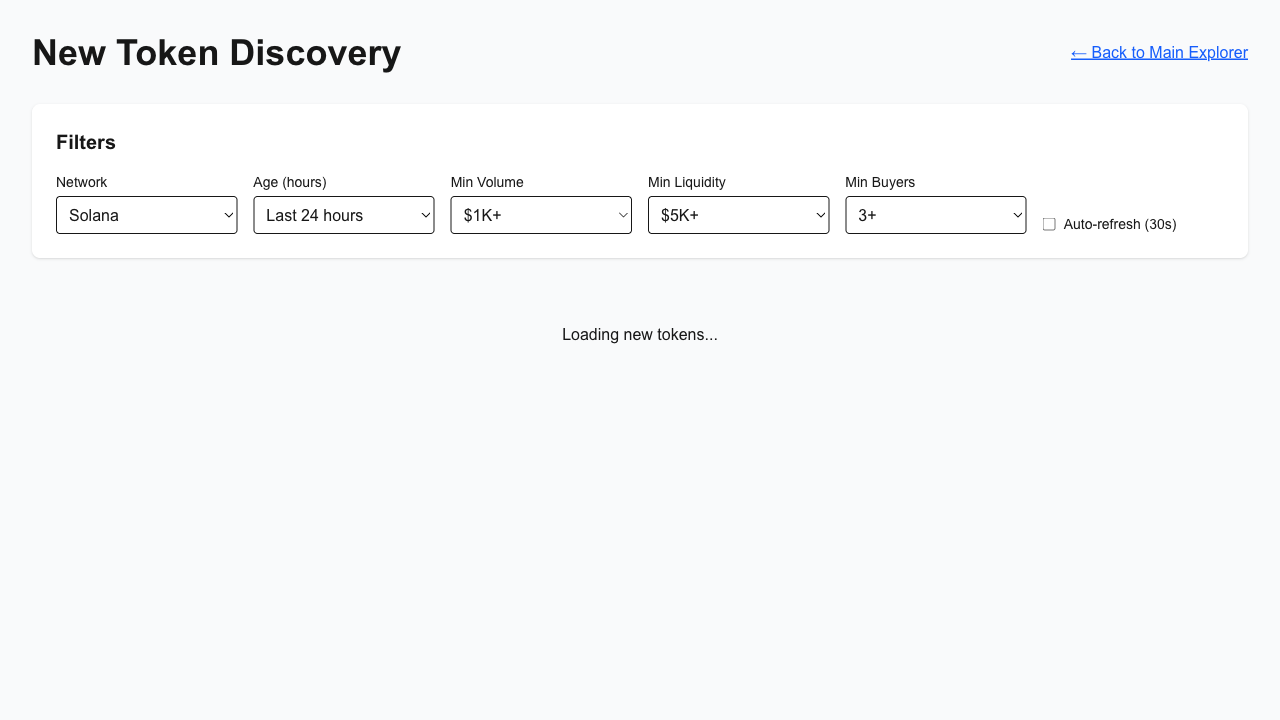 New Token Discovery
← Back to Main Explorer
Filters
Network
Age (hours)
Min Volume
Min Liquidity
Min Buyers
Solana
Last 24 hours
$1K+
$5K+
3+
Auto-refresh (30s)
Loading new tokens...